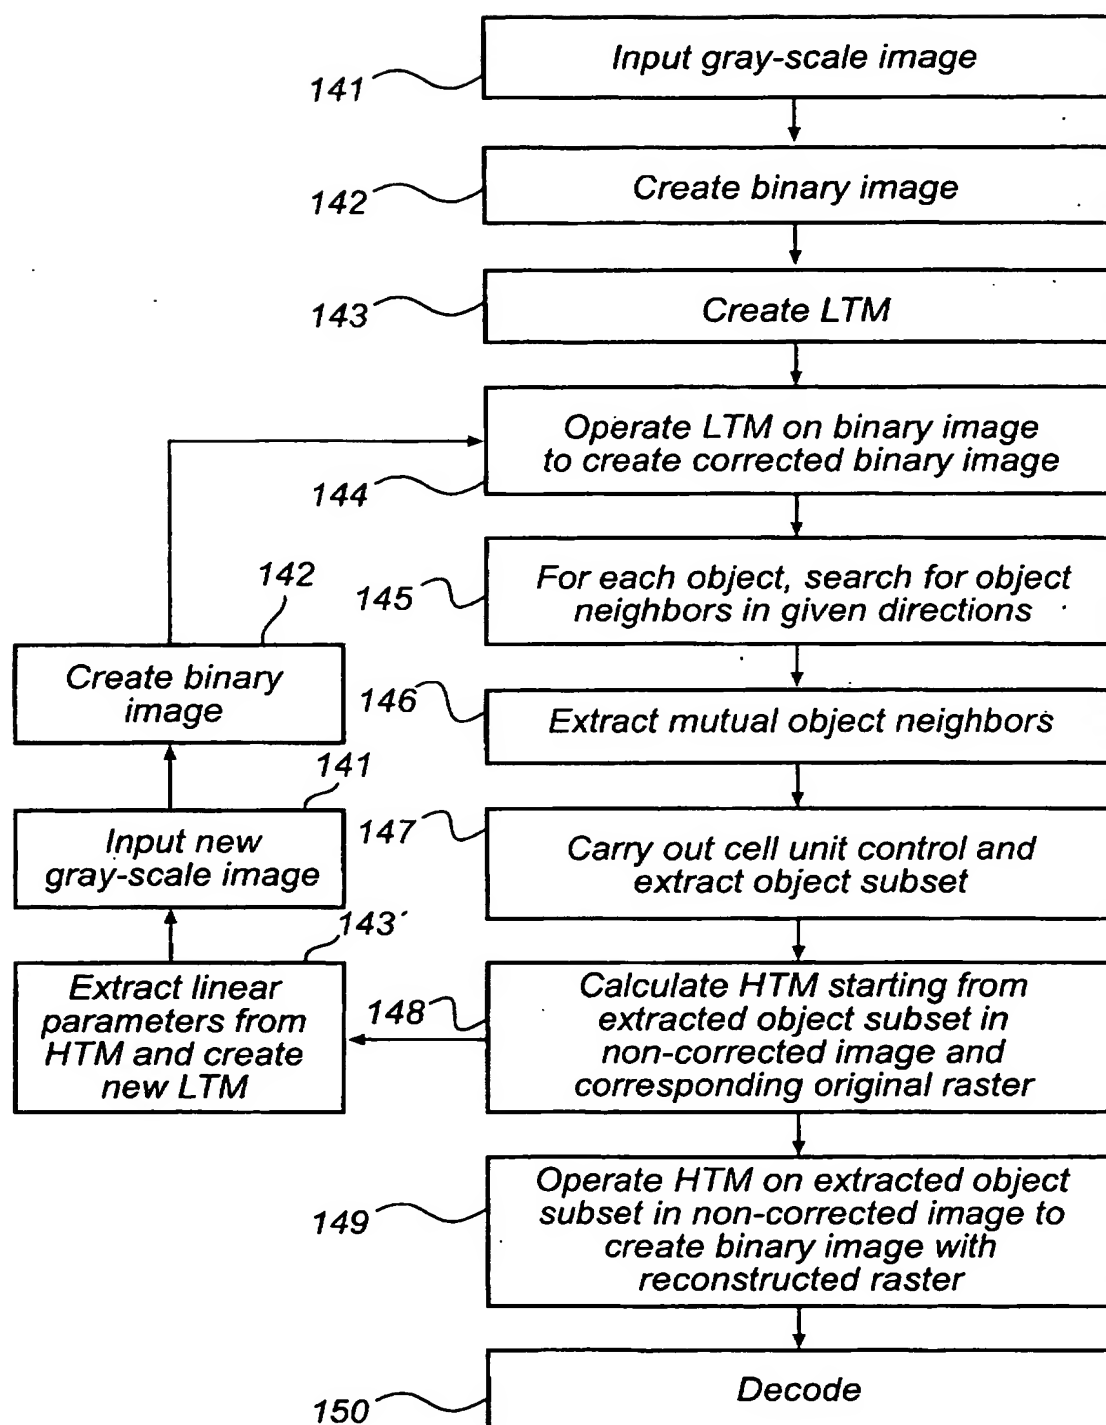 141
Input gray-scale image
142
Create binary image
143
Create LTM
144
Operate LTM on binary image
to create corrected binary image
145
For each object, search for object
neighbors in given directions
146
Extract mutual object neighbors
147
Carry out cell unit control and
extract object subset
148
Calculate HTM starting from
extracted object subset in
non-corrected image and
corresponding original raster
149
Operate HTM on extracted object
subset in non-corrected image to
create binary image with
reconstructed raster
150
Decode
143´
Extract linear
parameters from
HTM and create
new LTM
141
Input new
gray-scale image
142
Create binary
image